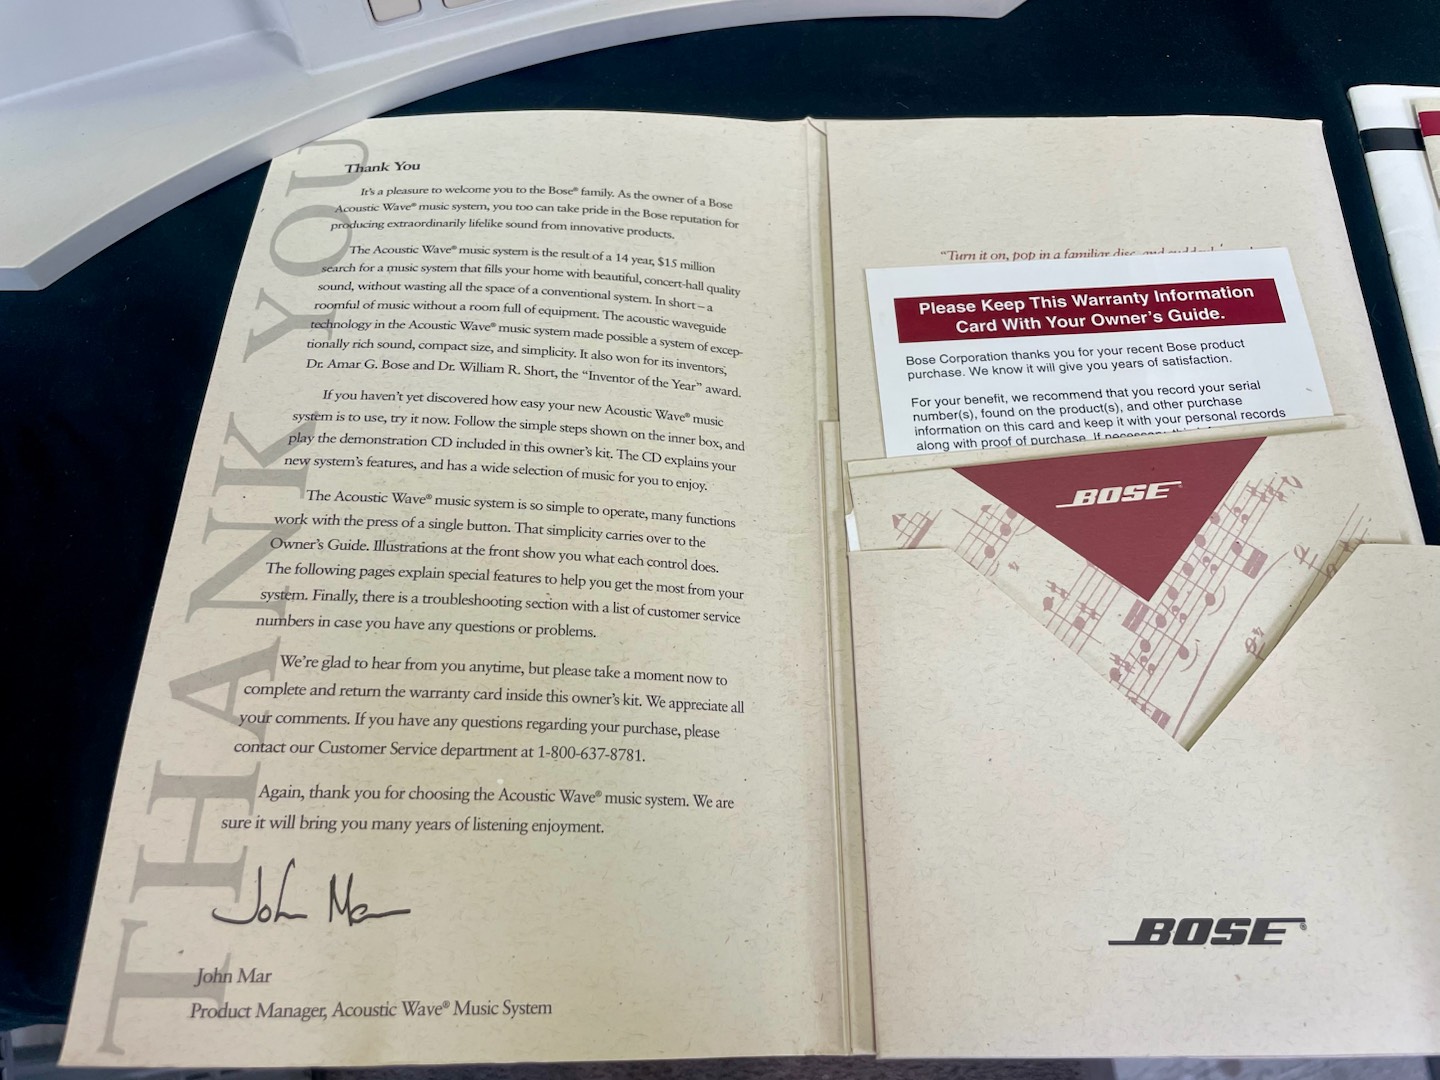 THANK YOU
Thank You
It's a pleasure to welcome you to the Bose® family. As the owner of a Bose
Acoustic Wave® music system, you too can take pride in the Bose reputation for
producing extraordinarily lifelike sound from innovative products.
The Acoustic Wave® music system is the result of a 14 year, $15 million
search for a music system that fills your home with beautiful, concert-hall quality
sound, without wasting all the space of a conventional system. In short – a
roomful of music without a room full of equipment. The acoustic waveguide
technology in the Acoustic Wave® music system made possible a system of excep-
tionally rich sound, compact size, and simplicity. It also won for its inventors,
Dr. Amar G. Bose and Dr. William R. Short, the “Inventor of the Year” award.
If you haven't yet discovered how easy your new Acoustic Wave® music
system is to use, try it now. Follow the simple steps shown on the inner box, and
play the demonstration CD included in this owner's kit. The CD explains your
new system's features, and has a wide selection of music for you to enjoy.
The Acoustic Wave® music system is so simple to operate, many functions
work with the press of a single button. That simplicity carries over to the
Owner's Guide. Illustrations at the front show you what each control does.
The following pages explain special features to help you get the most from your
system. Finally, there is a troubleshooting section with a list of customer service
numbers in case you have any questions or problems.
We're glad to hear from you anytime, but please take a moment now to
complete and return the warranty card inside this owner's kit. We appreciate all
your comments. If you have any questions regarding your purchase, please
contact our Customer Service department at 1-800-637-8781.
Again, thank you for choosing the Acoustic Wave® music system. We are
sure it will bring you many years of listening enjoyment.
John Mar
John Mar
Product Manager, Acoustic Wave® Music System
“Turn it on, pop in a familiar disc, and
Please Keep This Warranty Information
Card With Your Owner's Guide.
Bose Corporation thanks you for your recent Bose product
purchase. We know it will give you years of satisfaction.
For your benefit, we recommend that you record your serial
number(s), found on the product(s), and other purchase
information on this card and keep it with your personal records
along with proof of purchase. If
BOSE
BOSE®